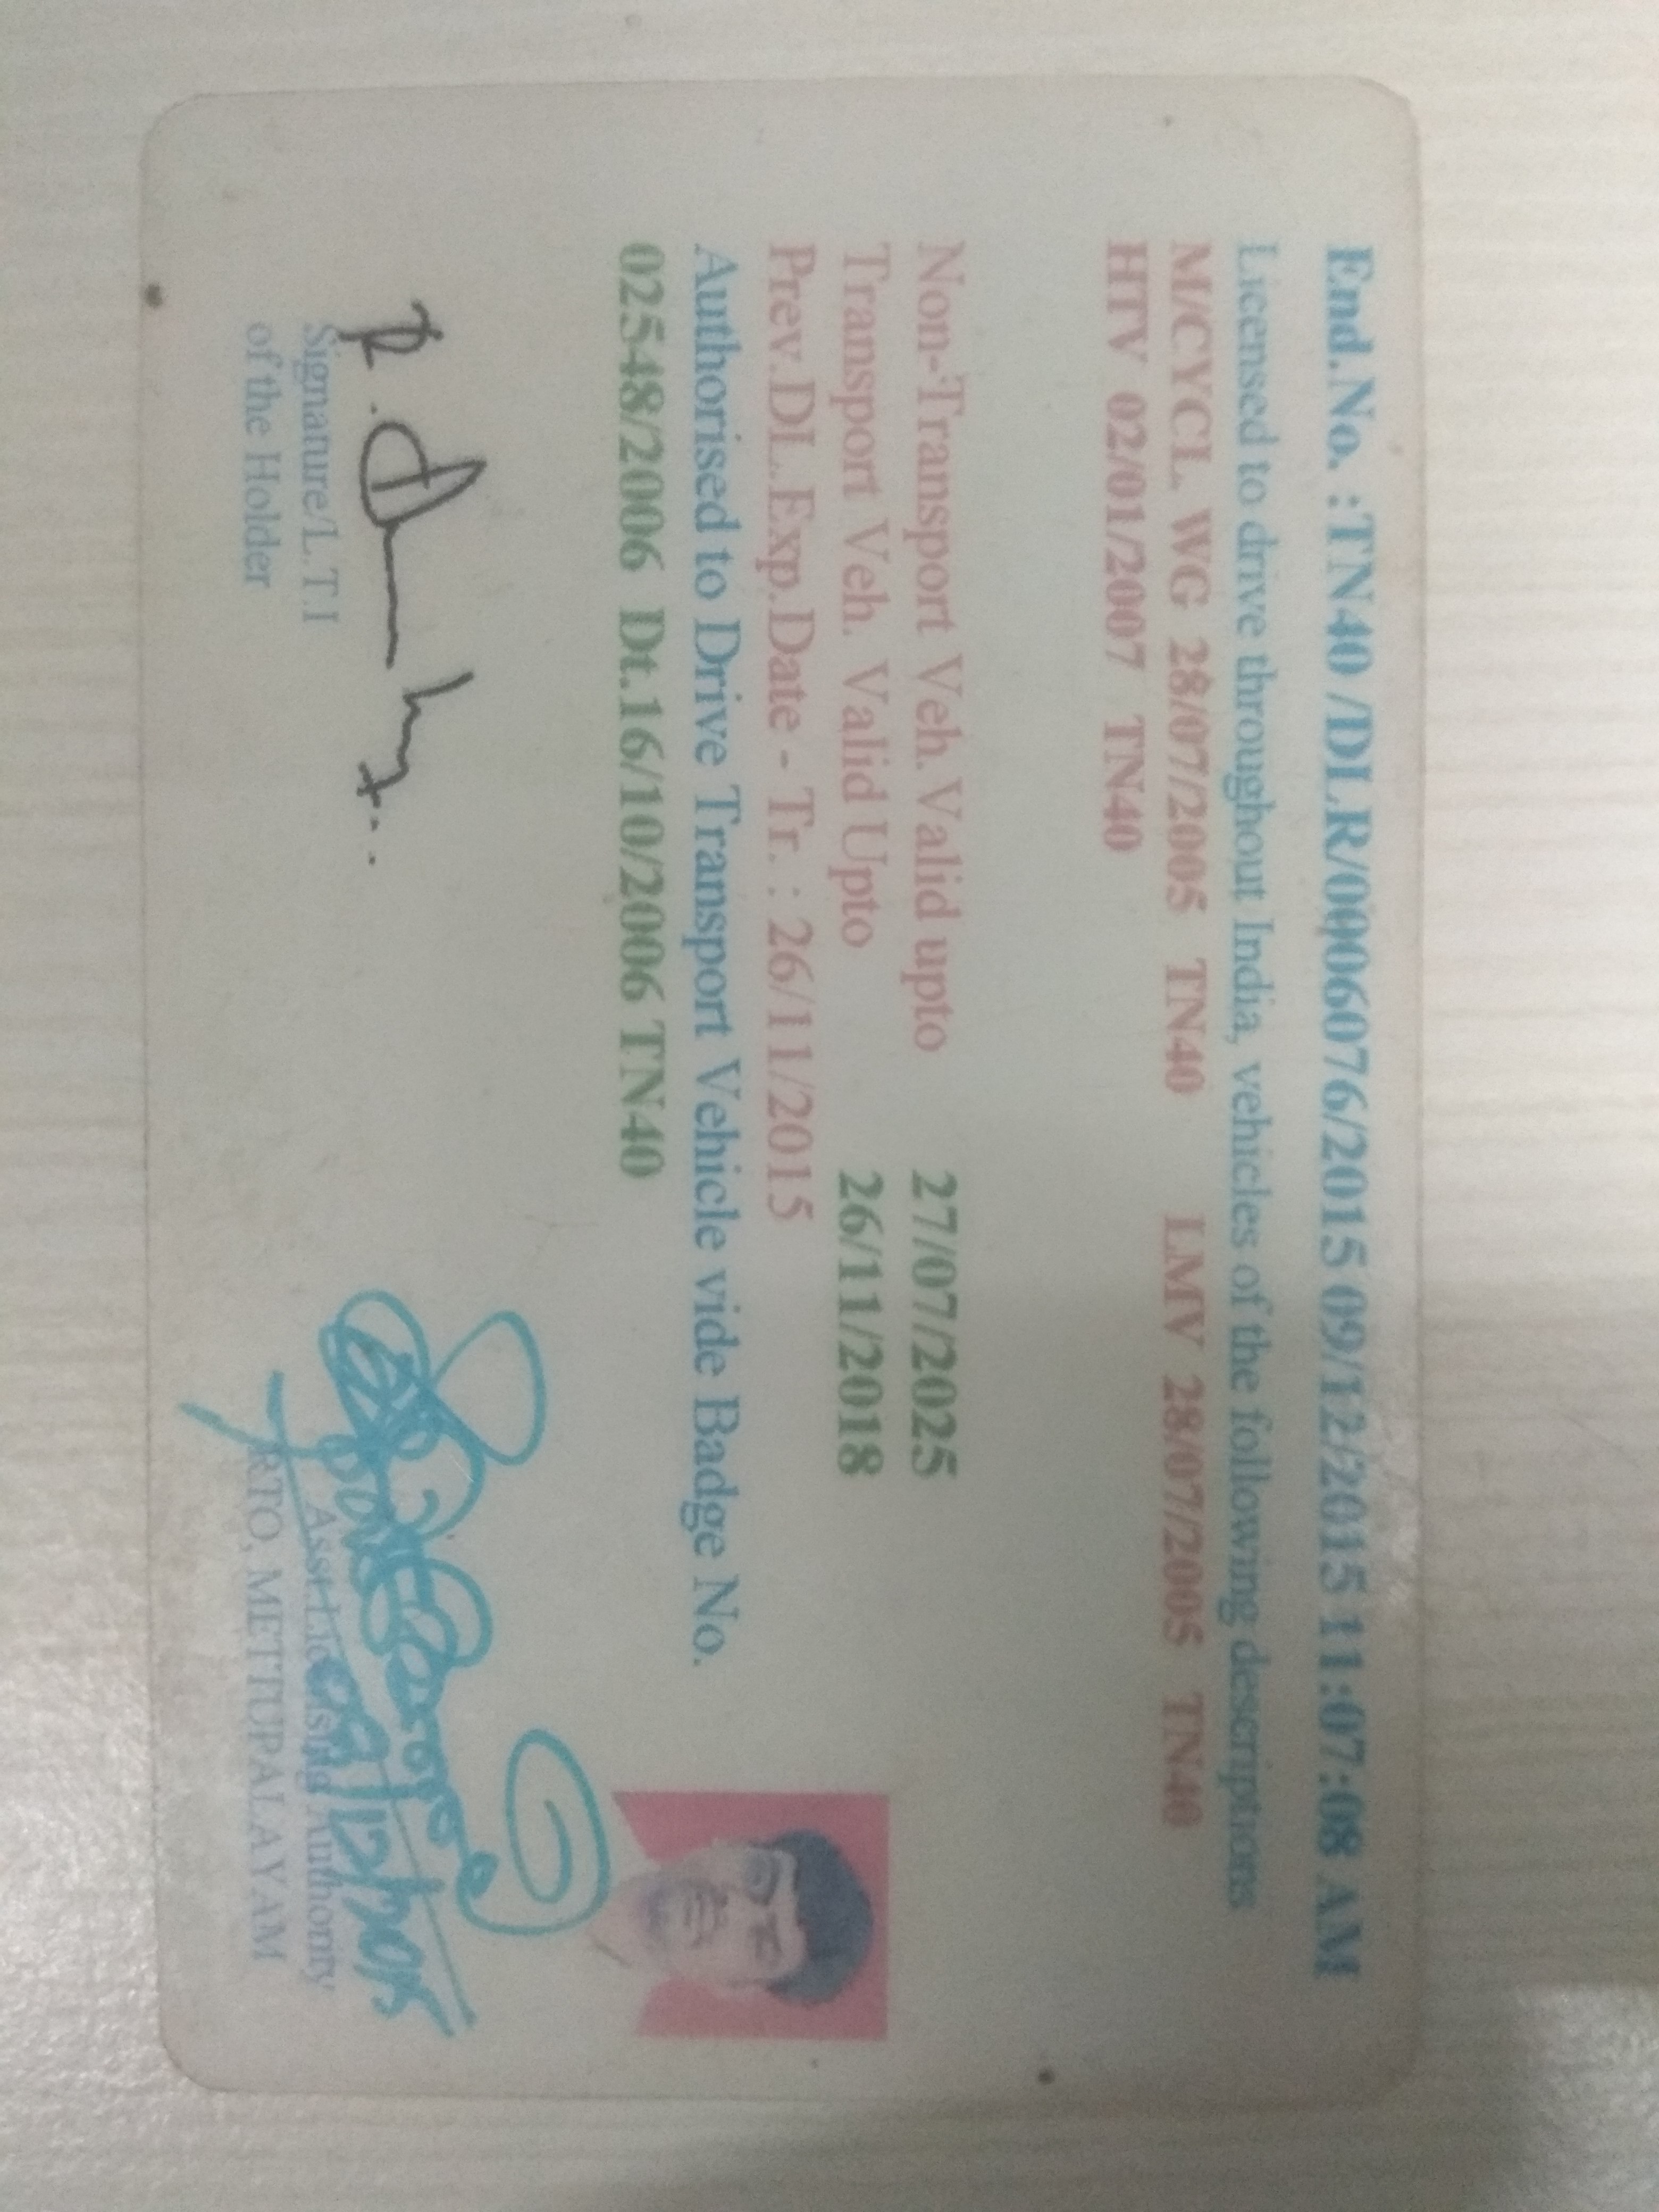 End.No. :TN40 /DLR/0006076/2015 09/12/2015 11:07:08 AM
Licensed to drive throughout India, vehicles of the following descriptions
M/CYCL. WG 28/07/2005 TN40 LMV 28/07/2005 TN40
HTV 02/01/2007 TN40
Non-Transport Veh. Valid upto 27/07/2025
Transport Veh. Valid Upto 26/11/2018
Prev.DL.Exp.Date - Tr. : 26/11/2015
Authorised to Drive Transport Vehicle vide Badge No.
02548/2006 Dt.16/10/2006 TN40
Signature/L.T.I
of the Holder
Asst Licensing Authority
RTO, METTUPALAYAM